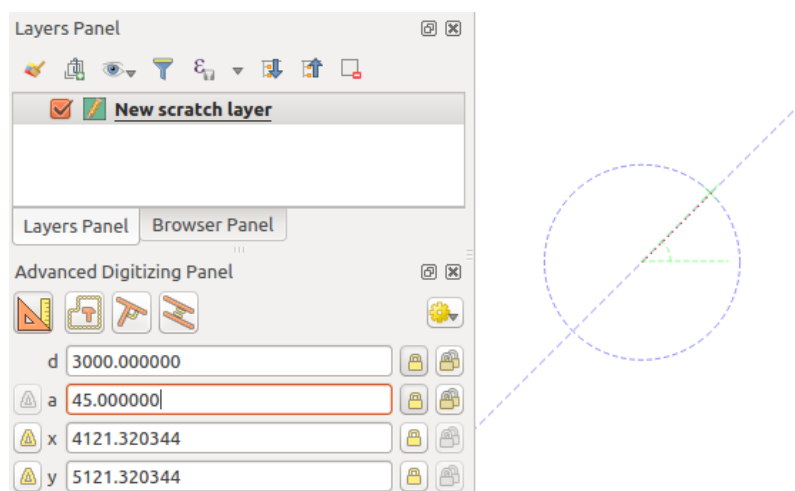 Layers Panel
New scratch layer
Layers Panel Browser Panel
Advanced Digitizing Panel
d 3000.000000
a 45.000000
x 4121.320344
y 5121.320344